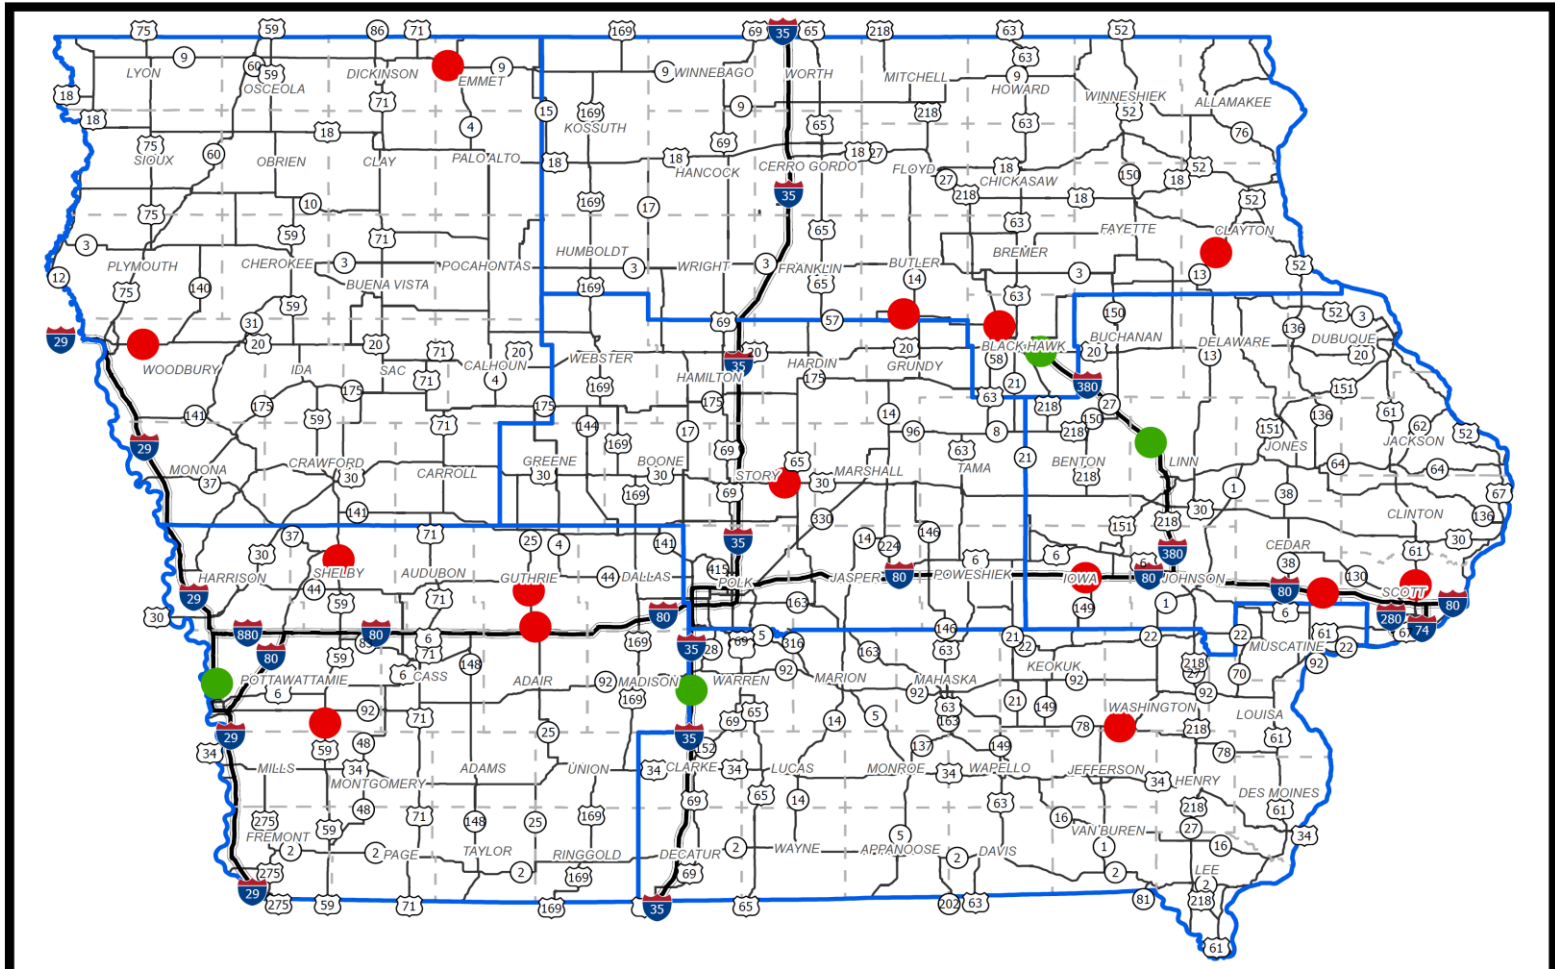 75 59 86 71 169 69 35 65 218 63 52
9 60 59 9 9 63
LYON OSCEOLA DICKINSON EMMET WINNEBAGO WORTH MITCHELL HOWARD 9 WINNESHIEK ALLAMAKEE
18 71 15 169 9 218 52
18 75 18 4 KOSSUTH 69 65 63 76
SIOUX 60 OBRIEN CLAY PALO ALTO 18 18 HANCOCK CERRO GORDO 18 27 FLOYD 18 CHICKASAW 150 18 52
10 169 17 35 27 218 18 52
75 59 71 65 63 FAYETTE CLAYTON
3 PLYMOUTH CHEROKEE 3 BUENA VISTA POCAHONTAS HUMBOLDT 3 WRIGHT 3 FRANKLIN BUTLER BREMER 3 13 52
12 75 140 59 169 65 14 63
31 69 57 150 136 52 3
29 20 20 71 20 WEBSTER 35 20 HARDIN 20 BLACK HAWK BUCHANAN 20 DELAWARE DUBUQUE 20
WOODBURY IDA SAC CALHOUN HAMILTON GRUNDY 58 13
175 71 4 169 175 21 380 151
141 175 59 71 175 144 175 17 14 63 218 27 150 136 61
29 169 69 96 8 218 151 62 52
MONONA CRAWFORD CARROLL GREENE BOONE STORY 65 MARSHALL TAMA 63 21 BENTON LINN JONES JACKSON
37 30 30 30 69 30 218 64 64
141 169 330 1 38 67
37 71 25 4 141 35 14 224 146 151 218 30 CLINTON 136
30 SHELBY AUDUBON GUTHRIE 415 6 6 6 380 CEDAR 61 30
HARRISON 44 71 44 DALLAS POLK JASPER 80 POWESHIEK IOWA 80 JOHNSON 38 130 SCOTT
29 59 163 149 1 80 80
30 880 80 6 80 5 316 146 21 22 22 6 280 74
80 59 71 148 169 35 28 69 163 63 22 61 67 22
POTTAWATTAMIE 6 CASS ADAIR 92 MADISON WARREN 92 MARION MAHASKA KEOKUK 92 218 27 MUSCATINE 92
6 92 71 169 65 92 63 21 149 92 70
29 59 48 25 35 69 14 5 163 78 WASHINGTON 218 LOUISA 61
34 152 137 149 78
MILLS 34 ADAMS UNION 34 CLARKE 34 LUCAS MONROE 34 WAPELLO JEFFERSON 34 HENRY
MONTGOMERY 69 65 14 63 DES MOINES
275 59 48 71 148 25 169 16 218 61
FREMONT 2 5 VAN BUREN 27 34
2 PAGE TAYLOR RINGGOLD DECATUR 2 WAYNE APPANOOSE 2 DAVIS 1 16
275 2 169 69 2 LEE 2
29 275 59 71 169 35 65 202 63 81 218
61